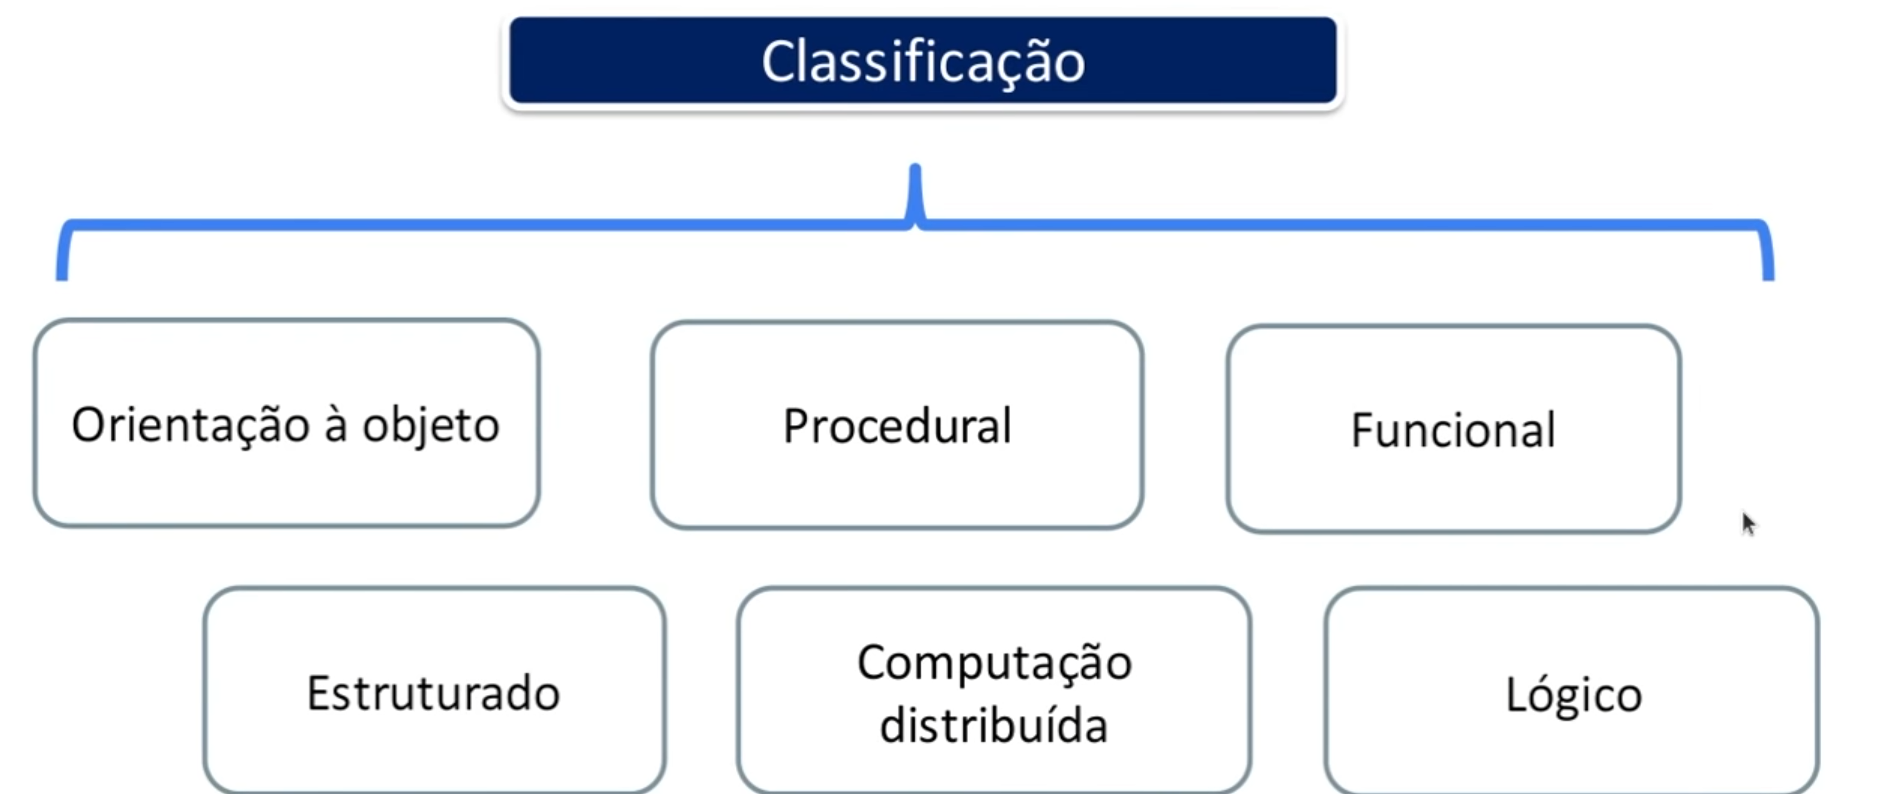 Classificação
Orientação à objeto
Procedural
Funcional
Estruturado
Computação
distribuída
Lógico